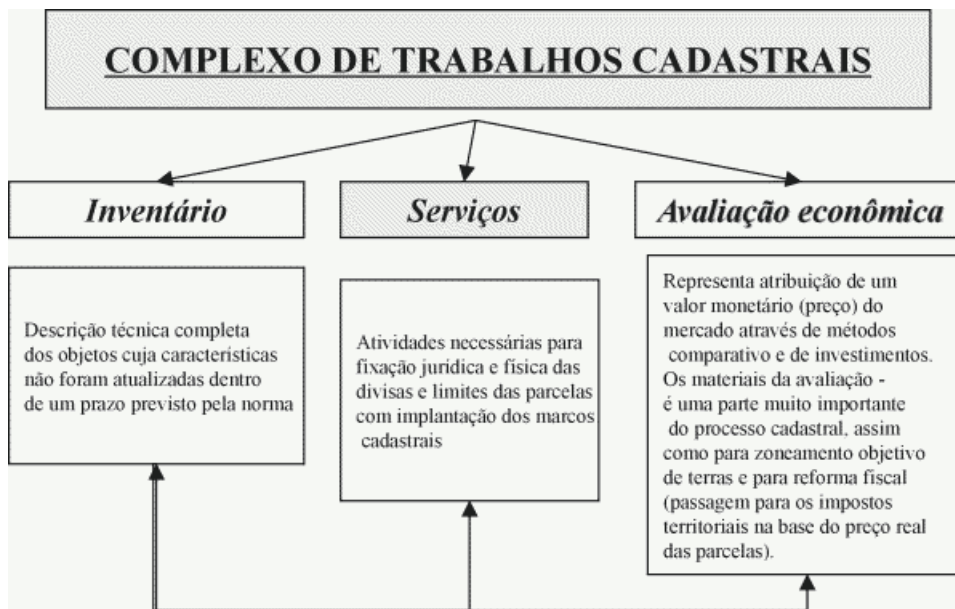 COMPLEXO DE TRABALHOS CADASTRAIS
Inventário
Serviços
Avaliação econômica
Descrição técnica completa
dos objetos cuja características
não foram atualizadas dentro
de um prazo previsto pela norma
Atividades necessárias para
fixação jurídica e física das
divisas e limites das parcelas
com implantação dos marcos
cadastrais
Representa atribuição de um
valor monetário (preço) do
mercado através de métodos
comparativo e de investimentos.
Os materiais da avaliação -
é uma parte muito importante
do processo cadastral, assim
como para zoneamento objetivo
de terras e para reforma fiscal
(passagem para os impostos
territoriais na base do preço real
das parcelas).